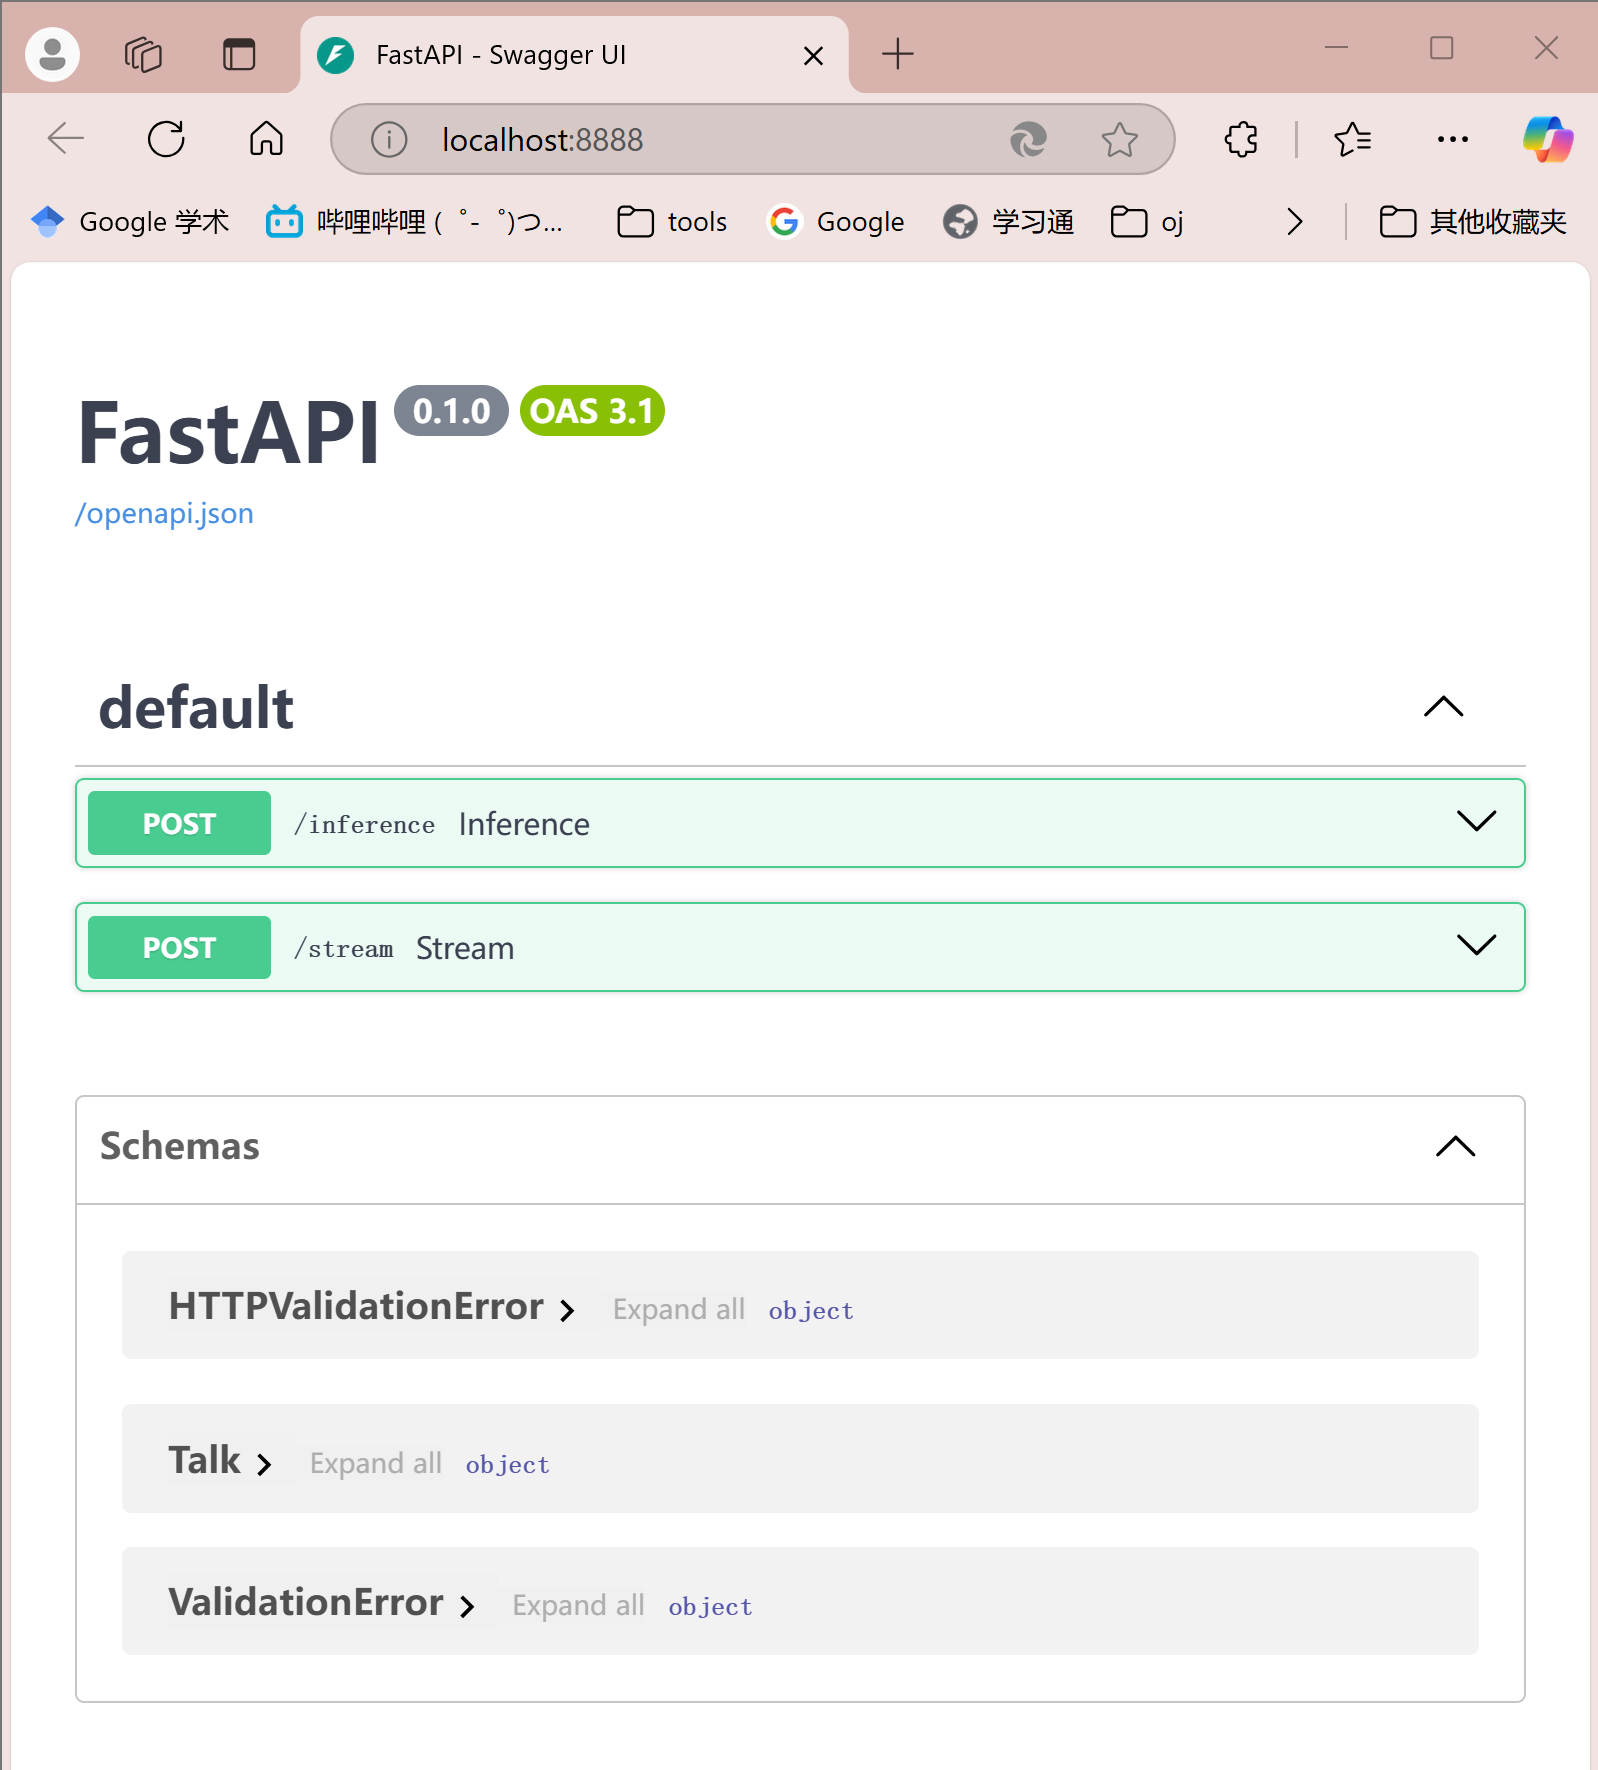 FastAPI - Swagger UI
localhost:8888
Google 学术 哔哩哔哩 ( ゜- ゜)つ... tools Google 学习通 oj 其他收藏夹
FastAPI 0.1.0 OAS 3.1
/openapi.json
default
POST /inference Inference
POST /stream Stream
Schemas
HTTPValidationError Expand all object
Talk Expand all object
ValidationError Expand all object